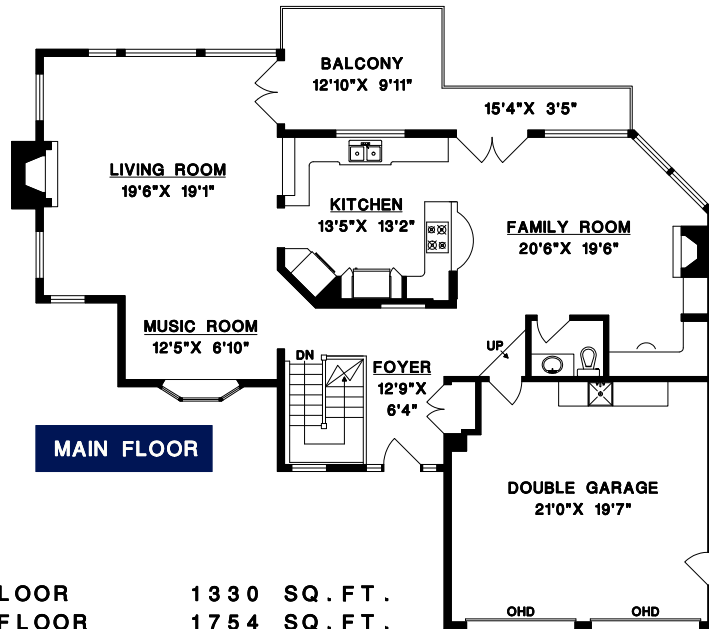 BALCONY
12'10"X 9'11"
15'4"X 3'5"
LIVING ROOM
19'6"X 19'1"
KITCHEN
13'5"X 13'2"
FAMILY ROOM
20'6"X 19'6"
MUSIC ROOM
12'5"X 6'10"
UP
DN
FOYER
12'9"X
6'4"
MAIN FLOOR
DOUBLE GARAGE
21'0"X 19'7"
OHD OHD
LOOR 1330 SQ.FT.
FLOOR 1754 SQ.FT.